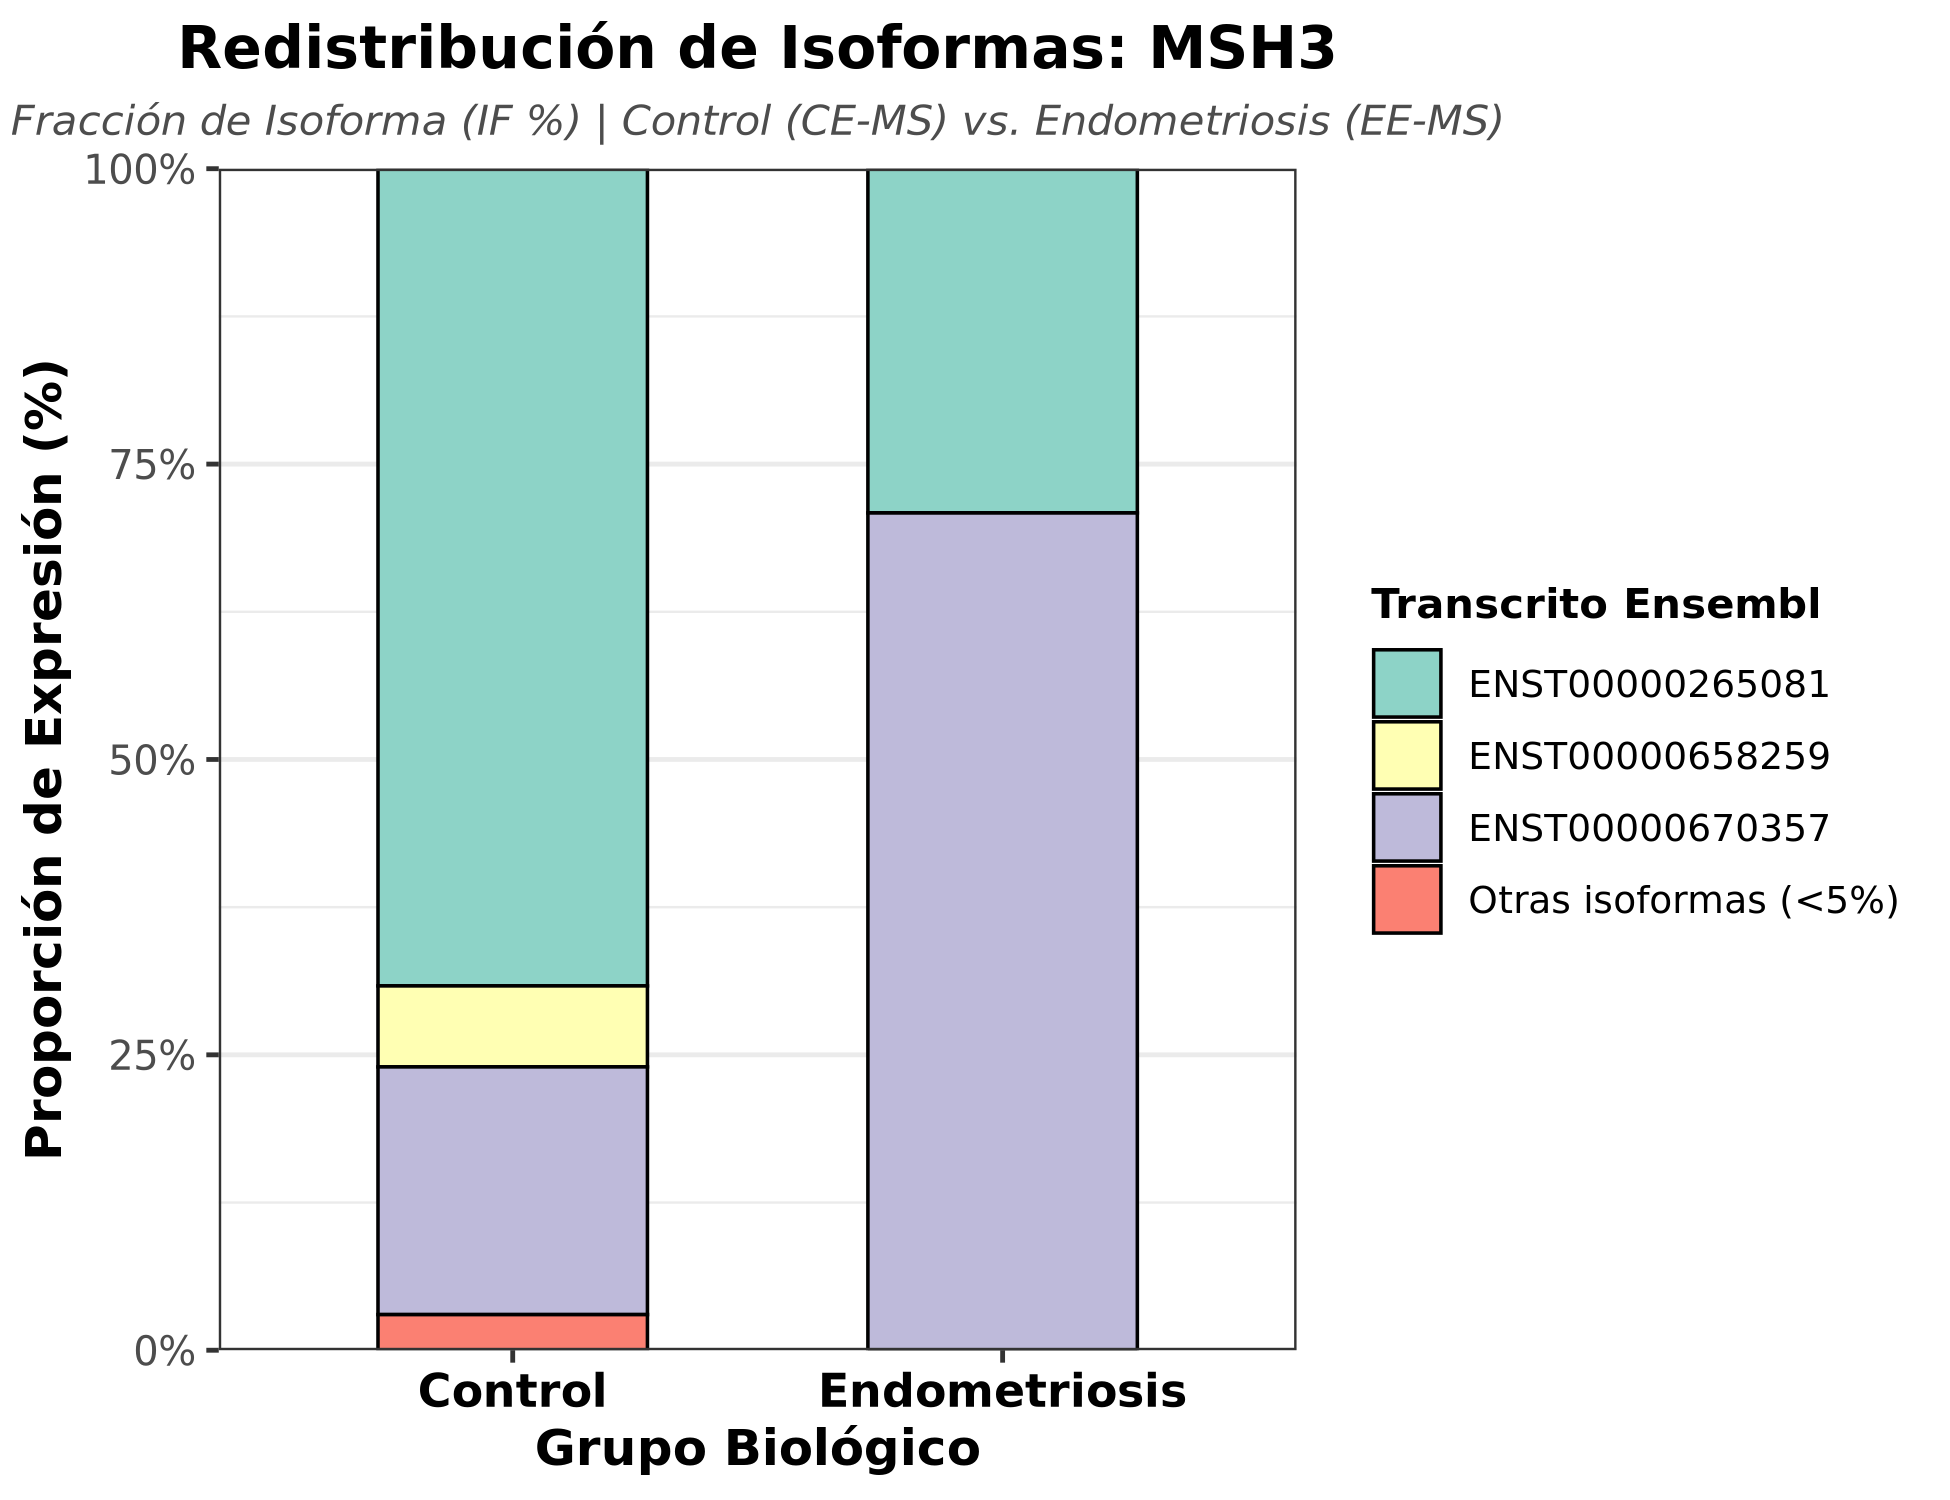 Redistribución de Isoformas: MSH3
Fracción de Isoforma (IF %) | Control (CE-MS) vs. Endometriosis (EE-MS)
Proporción de Expresión (%)
100%
75%
50%
25%
0%
Control
Endometriosis
Grupo Biológico
Transcrito Ensembl
ENST00000265081
ENST00000658259
ENST00000670357
Otras isoformas (<5%)